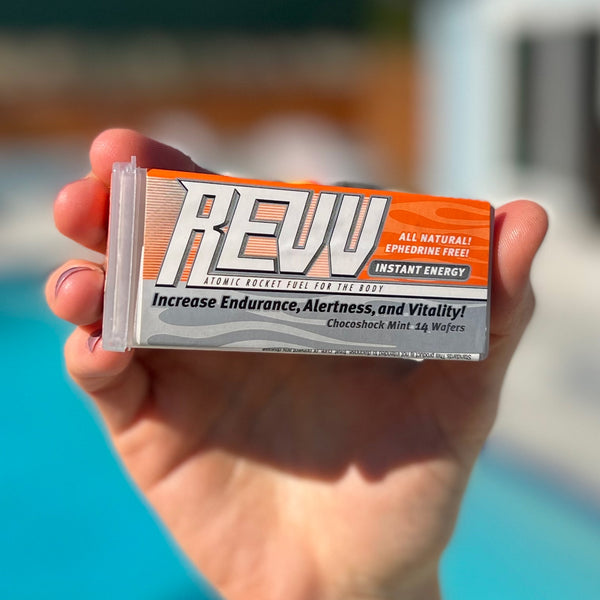 REVV
ALL NATURAL!
EPHEDRINE FREE!
INSTANT ENERGY
ATOMIC ROCKET FUEL FOR THE BODY
Increase Endurance, Alertness, and Vitality!
Chocoshock Mint 14 Wafers